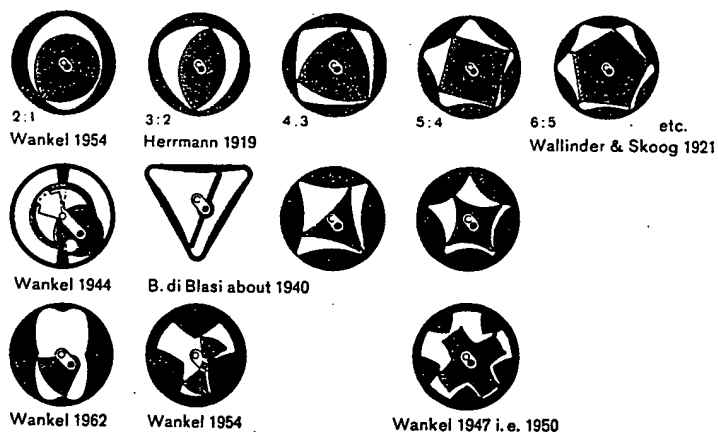 2:1
3:2
4.3
5:4
6:5
etc.
Wankel 1954
Herrmann 1919
Wallinder & Skoog 1921
Wankel 1944
B. di Blasi about 1940
Wankel 1962
Wankel 1954
Wankel 1947 i.e. 1950